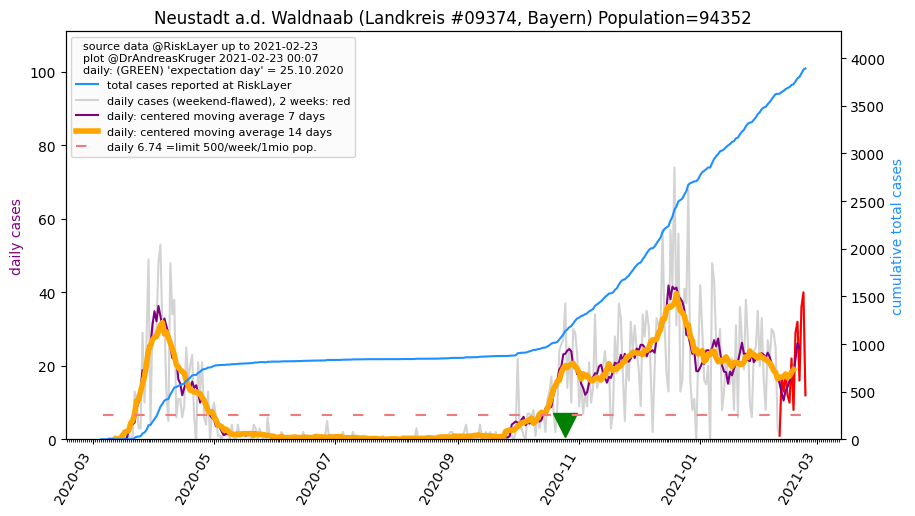 Neustadt a.d. Waldnaab (Landkreis #09374, Bayern) Population=94352
source data @RiskLayer up to 2021-02-23
plot @DrAndreasKruger 2021-02-23 00:07
daily: (GREEN) 'expectation day' = 25.10.2020
total cases reported at RiskLayer
daily cases (weekend-flawed), 2 weeks: red
daily: centered moving average 7 days
daily: centered moving average 14 days
daily 6.74 =limit 500/week/1mio pop.
daily cases
100
80
60
40
20
0
cumulative total cases
4000
3500
3000
2500
2000
1500
1000
500
0
2020-03
2020-05
2020-07
2020-09
2020-11
2021-01
2021-03